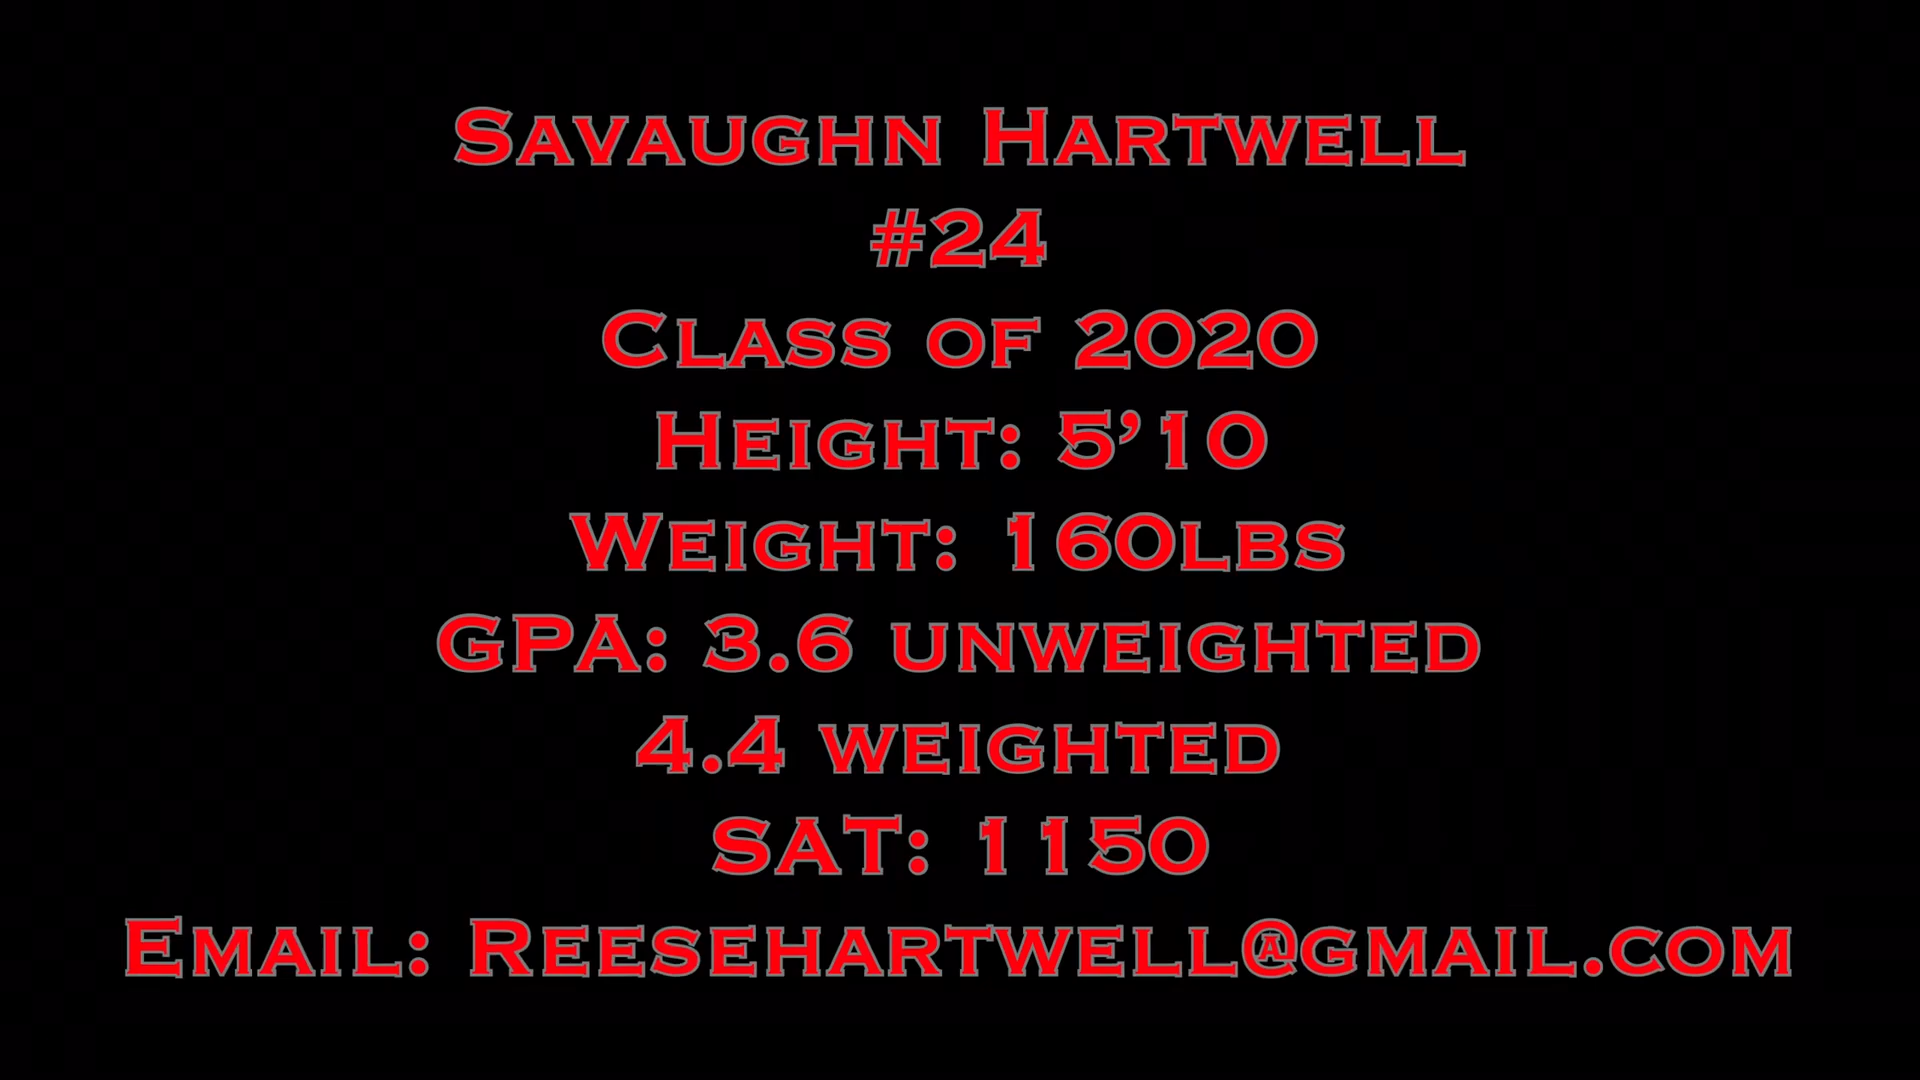 Savaughn Hartwell
#24
Class of 2020
Height: 5’10
Weight: 160lbs
GPA: 3.6 unweighted
4.4 weighted
SAT: 1150
Email: Reesehartwell@gmail.com